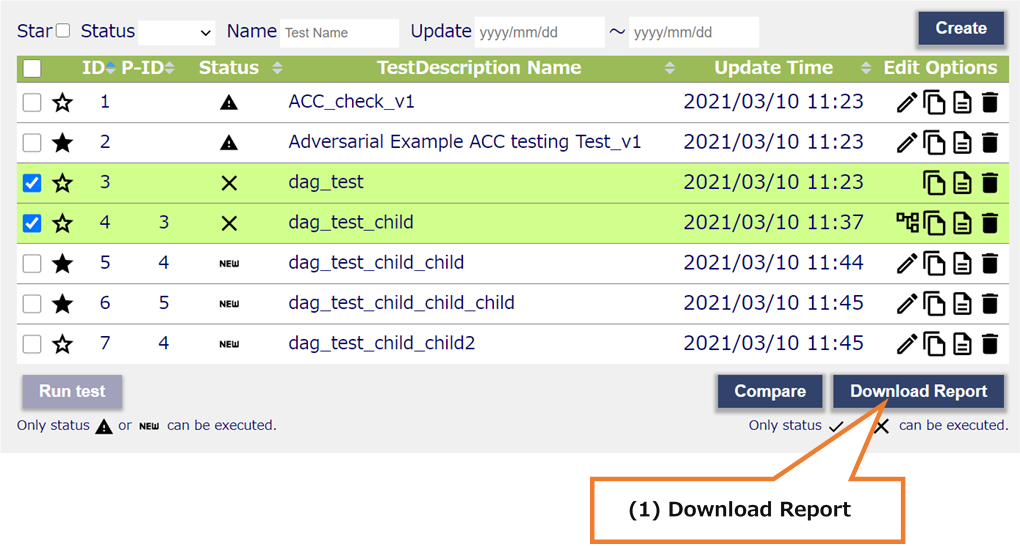 Star Status Name Test Name Update yyyy/mm/dd ～ yyyy/mm/dd Create
ID P-ID Status TestDescription Name Update Time Edit Options
1 ACC_check_v1 2021/03/10 11:23
2 Adversarial Example ACC testing Test_v1 2021/03/10 11:23
3 dag_test 2021/03/10 11:23
4 3 dag_test_child 2021/03/10 11:37
5 4 NEW dag_test_child_child 2021/03/10 11:44
6 5 NEW dag_test_child_child_child 2021/03/10 11:45
7 4 NEW dag_test_child_child2 2021/03/10 11:45
Run test Compare Download Report
Only status or NEW can be executed. Only status can be executed.
(1) Download Report